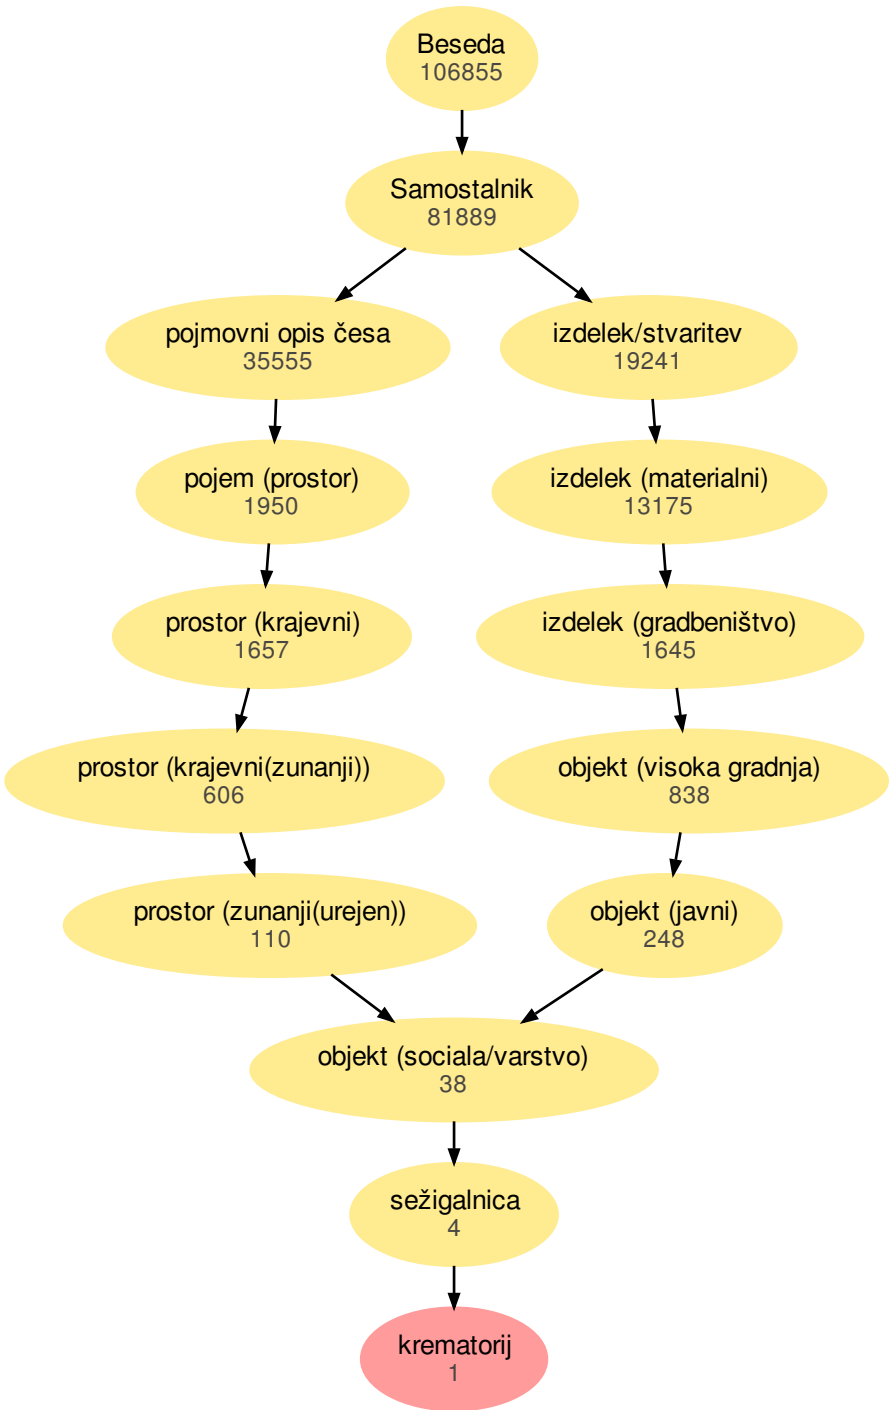 Beseda
106855
Samostalnik
81889
pojmovni opis česa
35555
izdelek/stvaritev
19241
pojem (prostor)
1950
izdelek (materialni)
13175
prostor (krajevni)
1657
izdelek (gradbeništvo)
1645
prostor (krajevni(zunanji))
606
objekt (visoka gradnja)
838
prostor (zunanji(urejen))
110
objekt (javni)
248
objekt (sociala/varstvo)
38
sežigalnica
4
krematorij
1